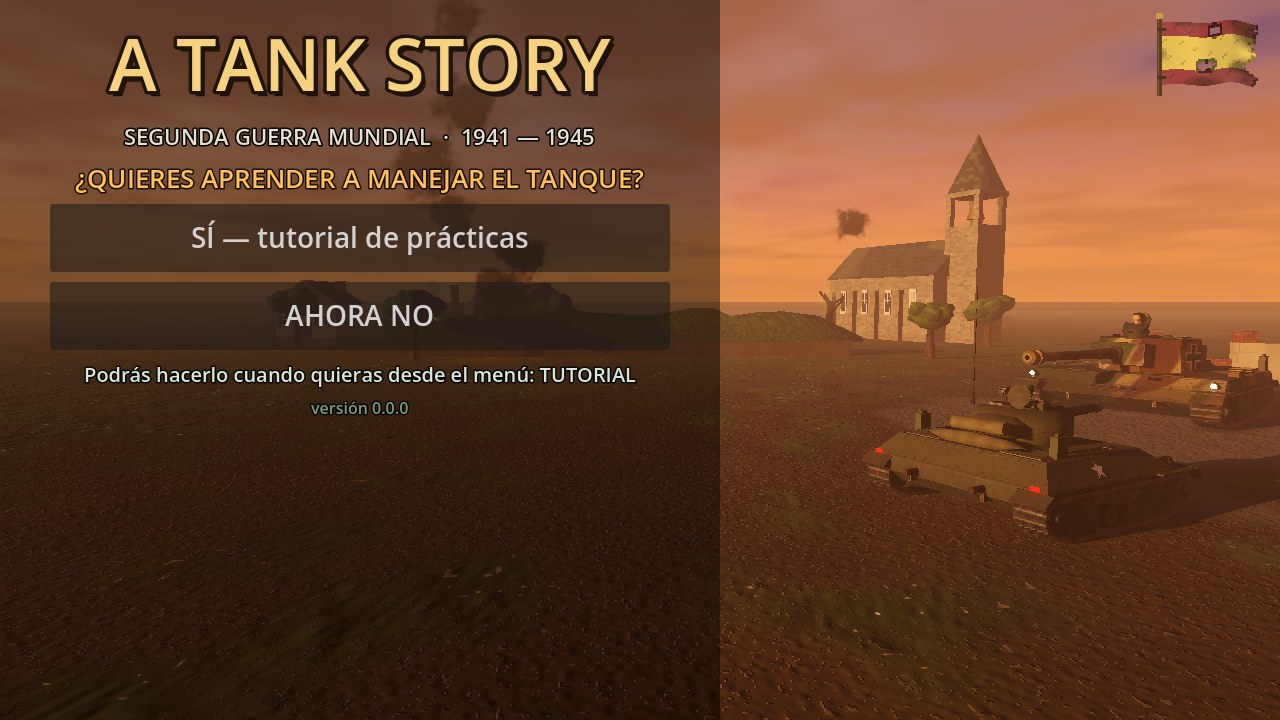 A TANK STORY
SEGUNDA GUERRA MUNDIAL · 1941 — 1945
¿QUIERES APRENDER A MANEJAR EL TANQUE?
SÍ — tutorial de prácticas
AHORA NO
Podrás hacerlo cuando quieras desde el menú: TUTORIAL
versión 0.0.0